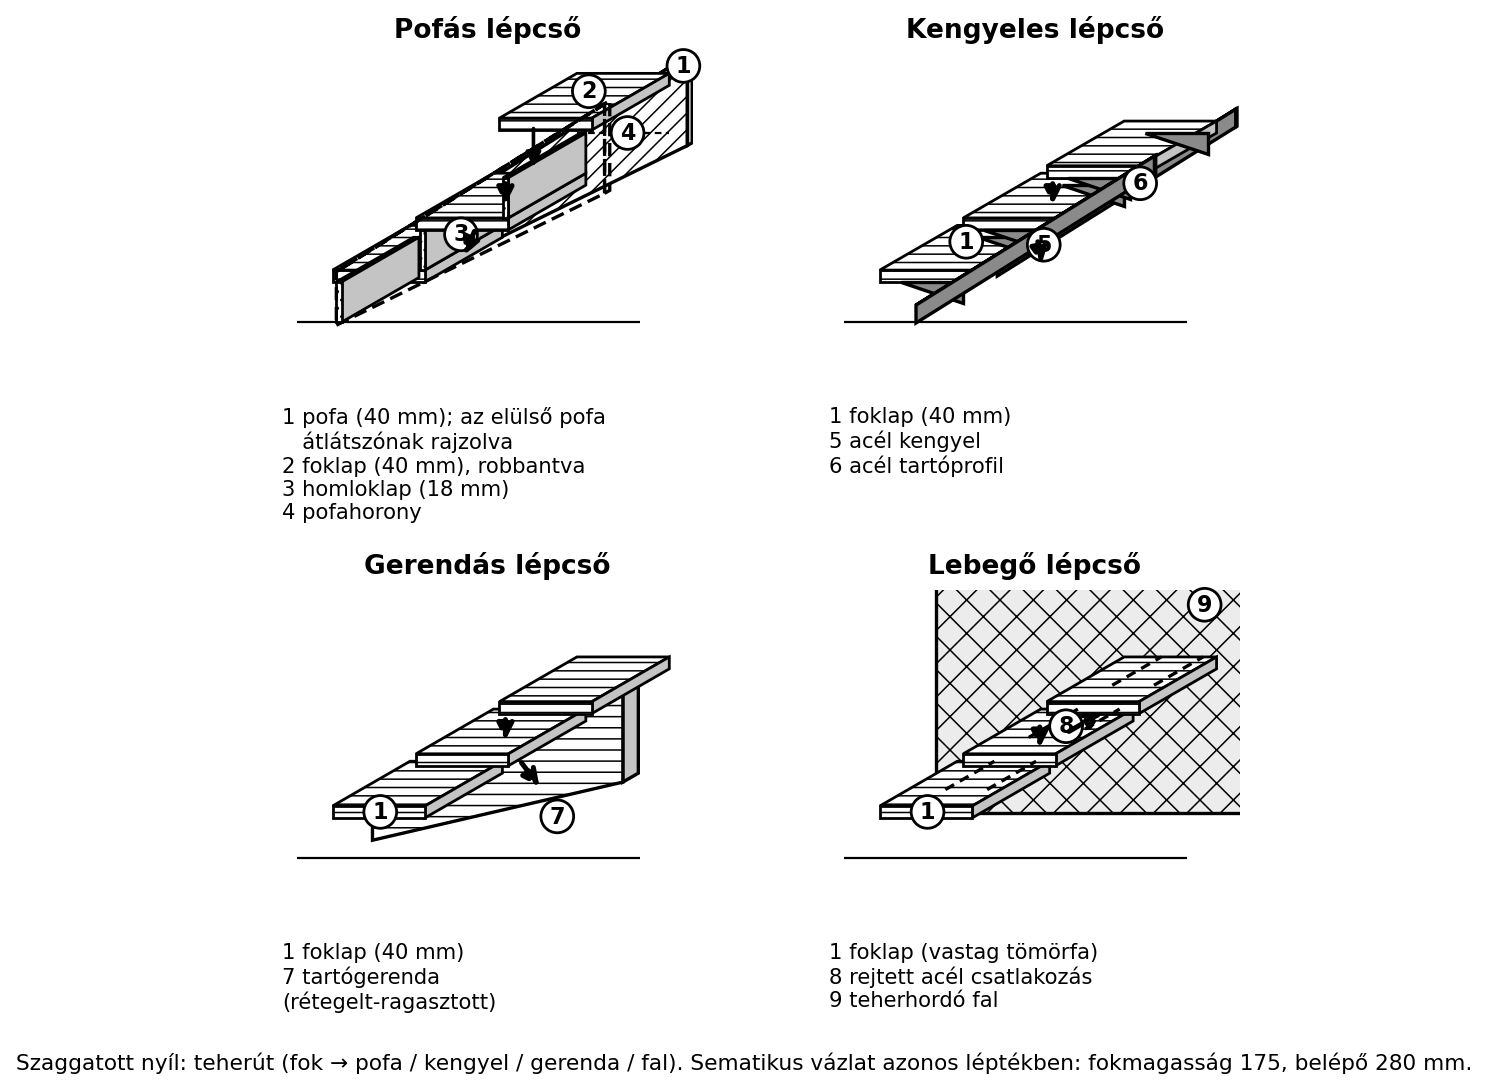 Pofás lépcső
1
2
4
3
1 pofa (40 mm); az elülső pofa
átlátszónak rajzolva
2 foklap (40 mm), robbantva
3 homloklap (18 mm)
4 pofahorony
Kengyeles lépcső
6
1
5
1 foklap (40 mm)
5 acél kengyel
6 acél tartóprofil
Gerendás lépcső
1
7
1 foklap (40 mm)
7 tartógerenda
(rétegelt-ragasztott)
Lebegő lépcső
9
8
1
1 foklap (vastag tömörfa)
8 rejtett acél csatlakozás
9 teherhordó fal
Szaggatott nyíl: teherút (fok → pofa / kengyel / gerenda / fal). Sematikus vázlat azonos léptékben: fokmagasság 175, belépő 280 mm.